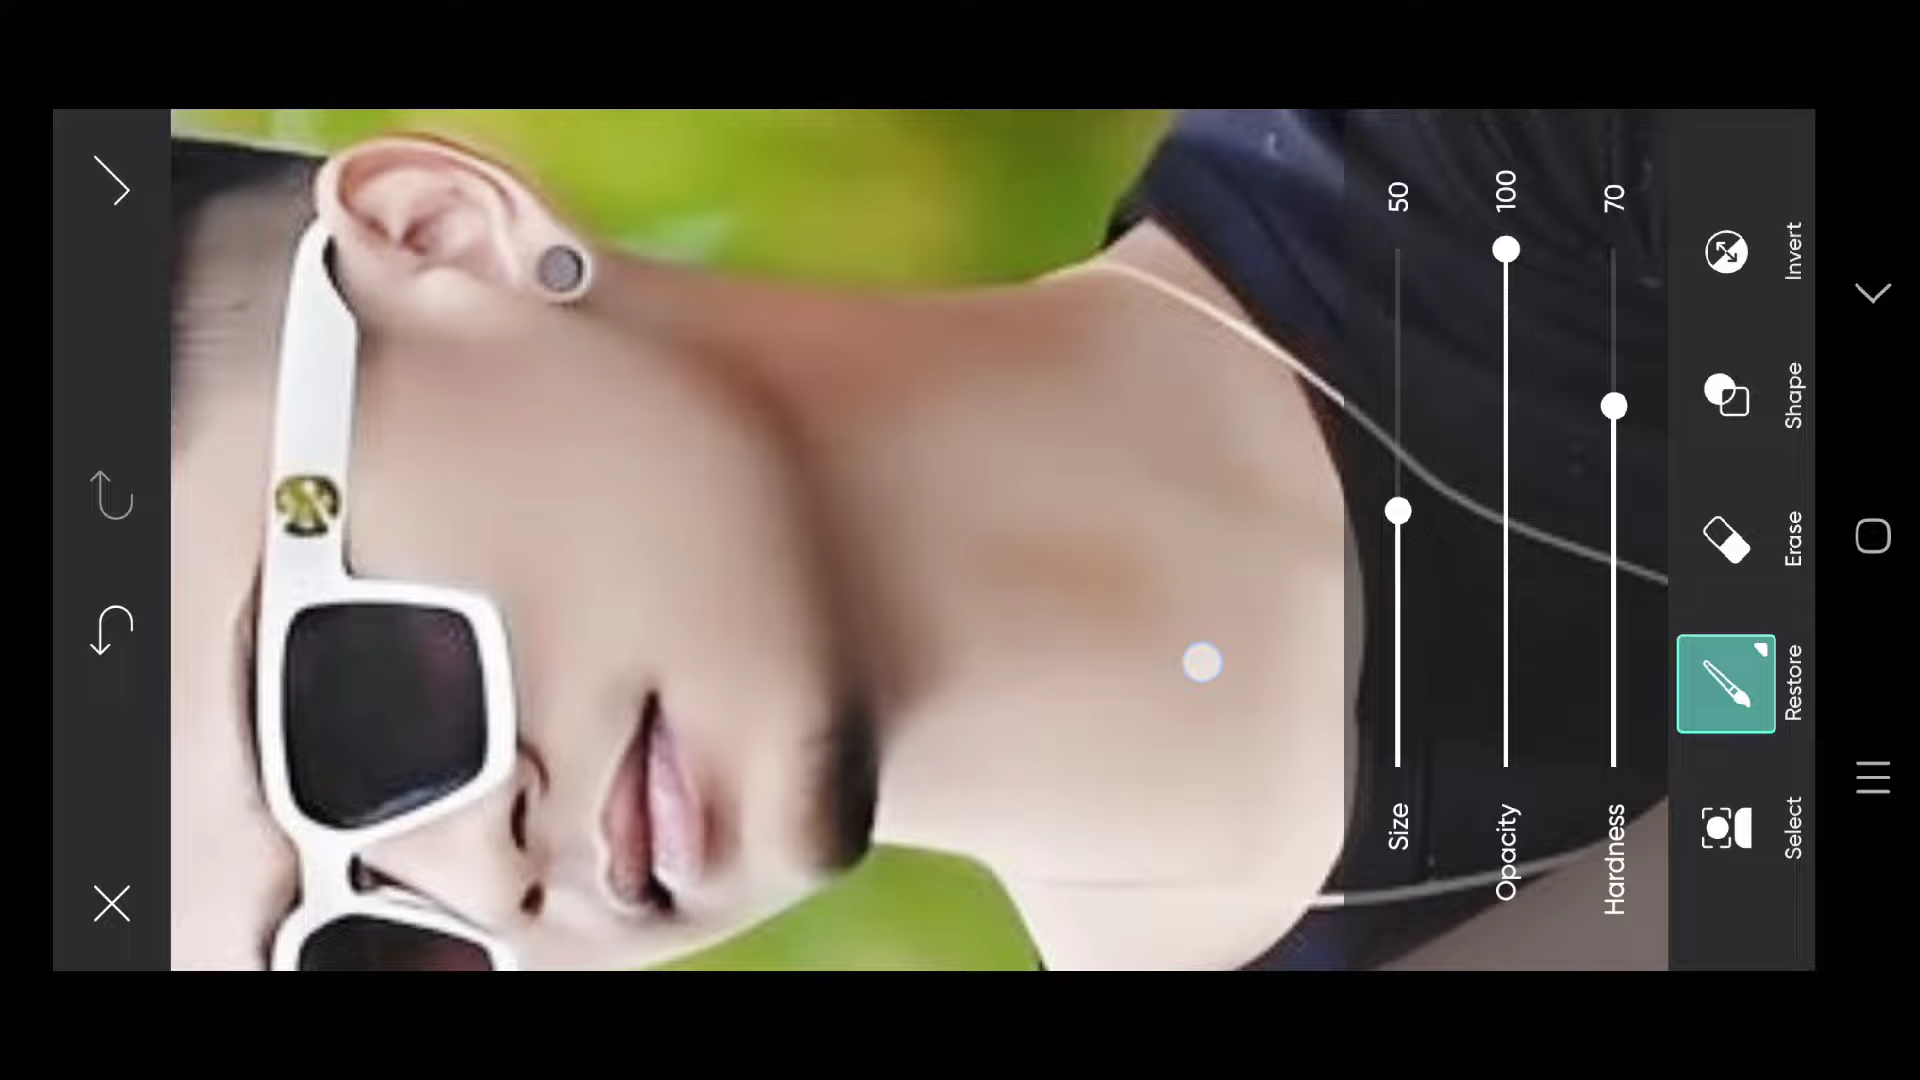 Size
50
Opacity
100
Hardness
70
Select
Restore
Erase
Shape
Invert